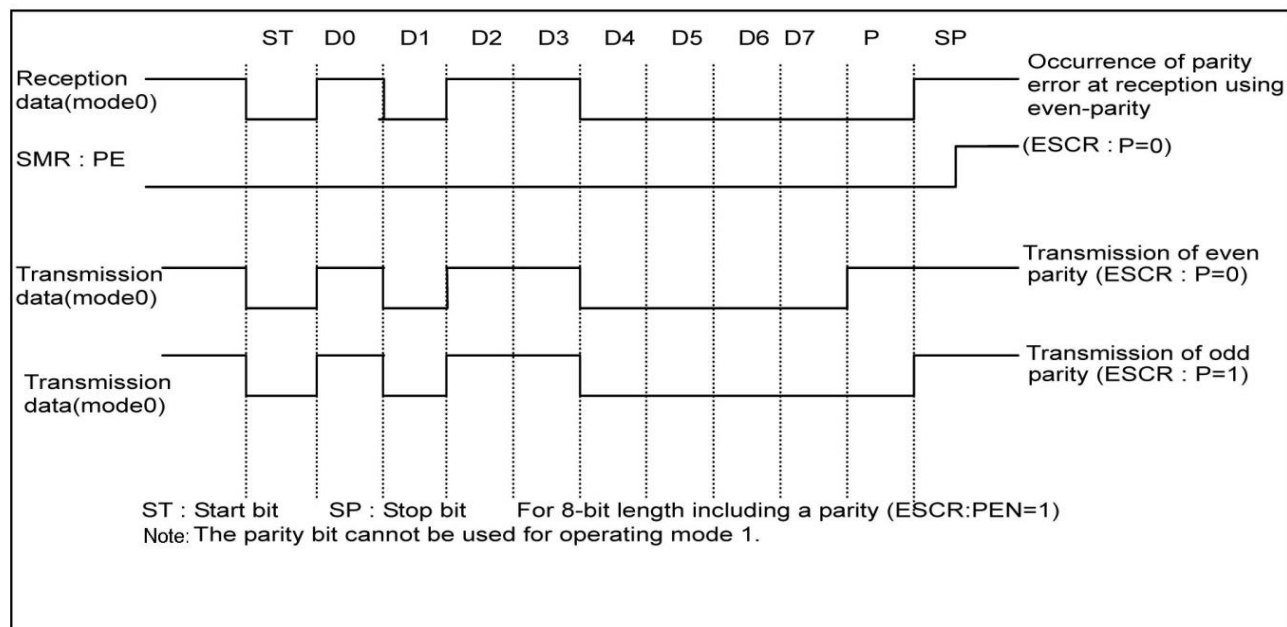 ST D0 D1 D2 D3 D4 D5 D6 D7 P SP
Reception
data(mode0)
Occurrence of parity
error at reception using
even-parity
SMR : PE
(ESCR : P=0)
Transmission
data(mode0)
Transmission of even
parity (ESCR : P=0)
Transmission
data(mode0)
Transmission of odd
parity (ESCR : P=1)
ST : Start bit SP : Stop bit For 8-bit length including a parity (ESCR:PEN=1)
Note: The parity bit cannot be used for operating mode 1.